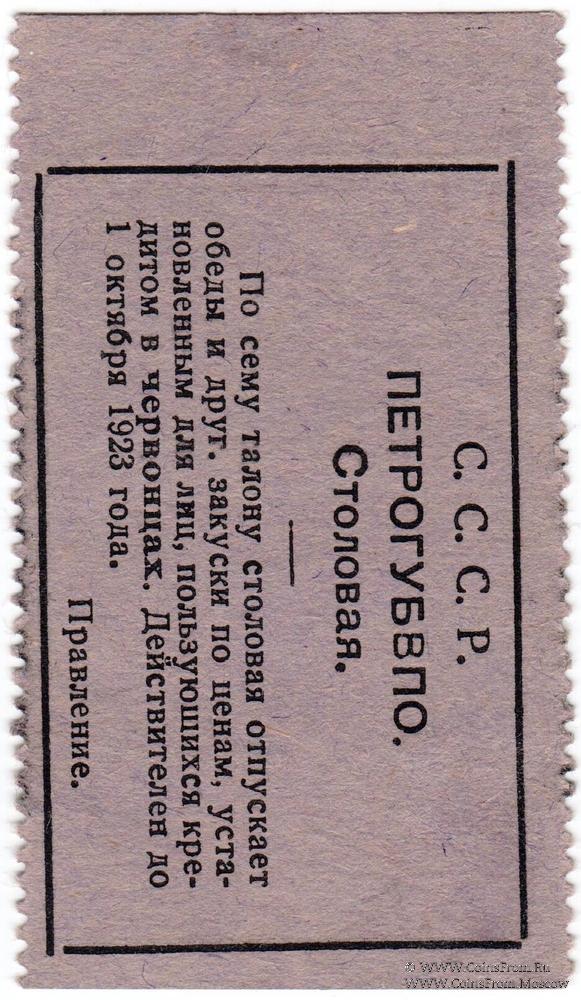 С. С. С. Р.
ПЕТРОГУБВПО.
Столовая.
По сему талону столовая отпускает
обеды и друг. закуски по ценам, уста-
новленным для лиц, пользующихся кре-
дитом в червонцах. Действителен до
1 октября 1923 года.
Правление.
© WWW.CoinsFrom.Ru
WWW.CoinsFrom.Moscow